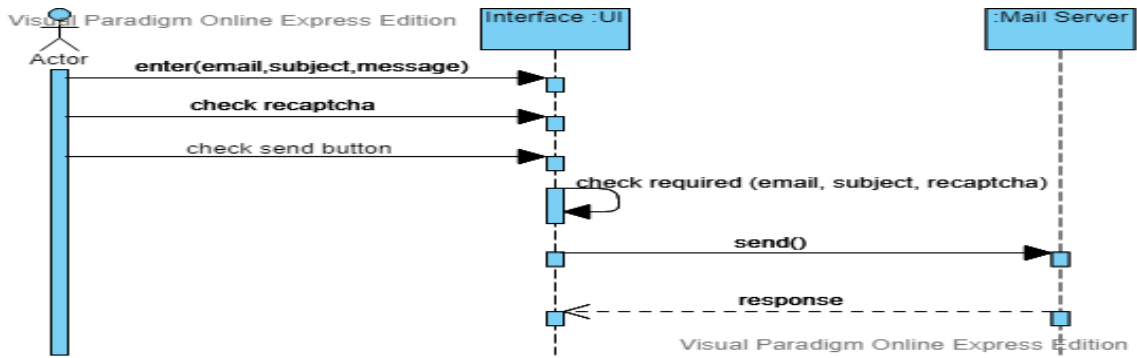 Visual Paradigm Online Express Edition
Interface :UI
:Mail Server
Actor
enter(email,subject,message)
check recaptcha
check send button
check required (email, subject, recaptcha)
send()
response
Visual Paradigm Online Express Edition